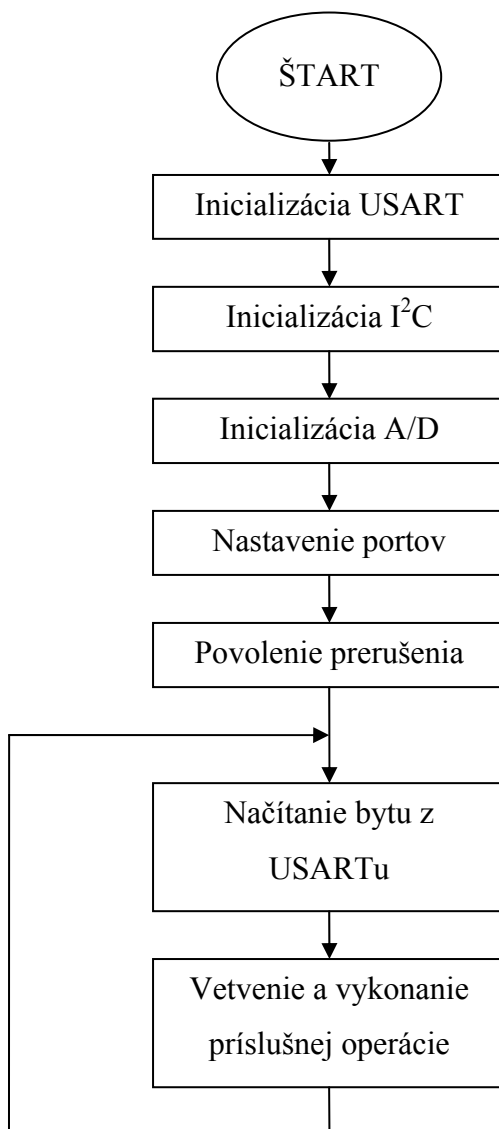 ŠTART
Inicializácia USART
Inicializácia I²C
Inicializácia A/D
Nastavenie portov
Povolenie prerušenia
Načítanie bytu z
USARTu
Vetvenie a vykonanie
príslušnej operácie